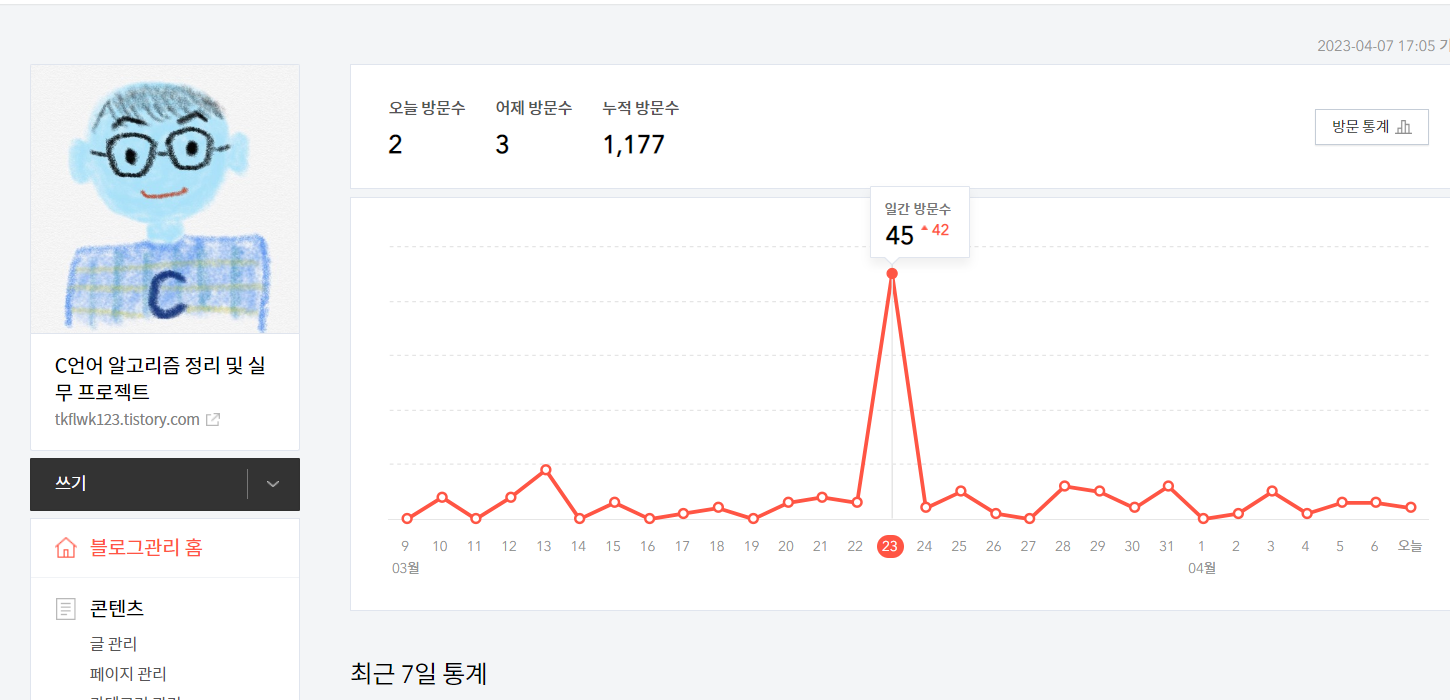 2023-04-07 17:05
오늘 방문수 어제 방문수 누적 방문수
2 3 1,177
방문 통계
일간 방문수
45 42
C
C언어 알고리즘 정리 및 실
무 프로젝트
tkflwk123.tistory.com
쓰기
블로그관리 홈
콘텐츠
글 관리
페이지 관리
9 10 11 12 13 14 15 16 17 18 19 20 21 22 23 24 25 26 27 28 29 30 31 1 2 3 4 5 6 오늘
03월 04월
최근 7일 통계